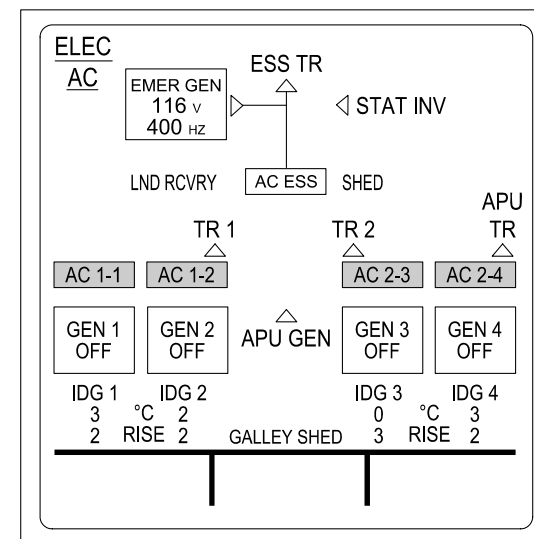 ELEC
AC
ESS TR
EMER GEN
116 V
400 HZ
STAT INV
LND RCVRY
AC ESS
SHED
APU
TR 1
TR 2
TR
AC 1-1
AC 1-2
AC 2-3
AC 2-4
GEN 1
OFF
GEN 2
OFF
APU GEN
GEN 3
OFF
GEN 4
OFF
IDG 1
IDG 2
IDG 3
IDG 4
3 °C 2
0 °C 3
2 RISE 2
GALLEY SHED
3 RISE 2